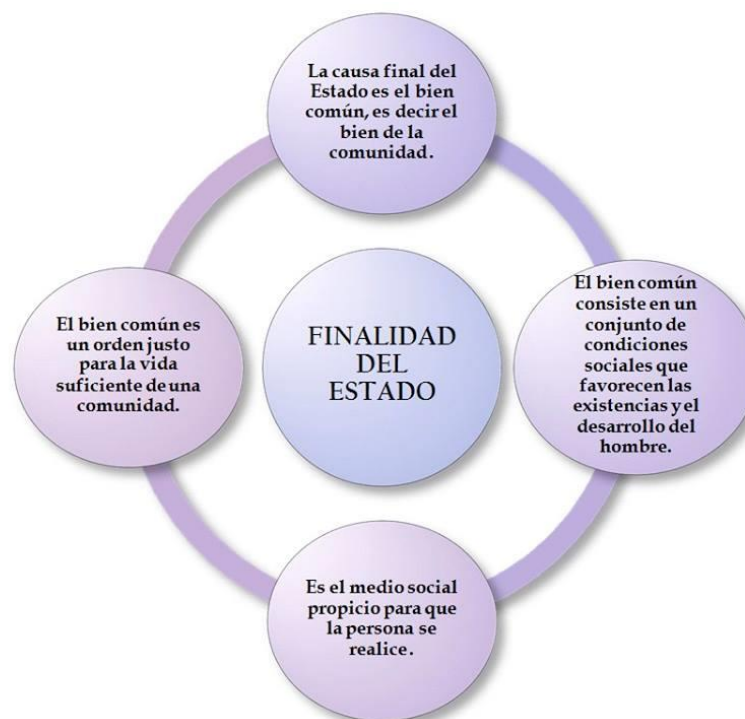 La causa final del
Estado es el bien
común, es decir el
bien de la
comunidad.
El bien común
consiste en un
conjunto de
condiciones
sociales que
favorecen las
existencias y el
desarrollo del
hombre.
Es el medio social
propicio para que
la persona se
realice.
El bien común es
un orden justo
para la vida
suficiente de una
comunidad.
FINALIDAD
DEL
ESTADO